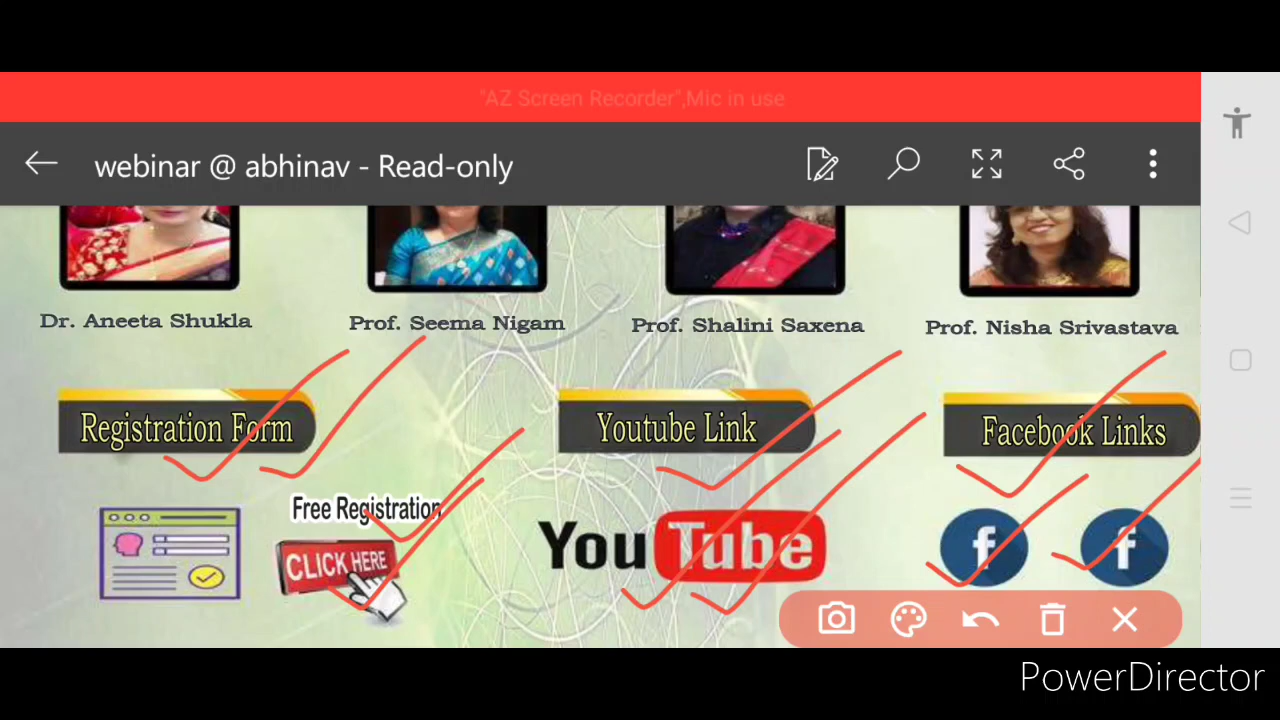 "AZ Screen Recorder",Mic in use
webinar @ abhinav - Read-only
Dr. Aneeta Shukla
Prof. Seema Nigam
Prof. Shalini Saxena
Prof. Nisha Srivastava
Registration Form
Youtube Link
Facebook Links
Free Registration
CLICK HERE
YouTube
f
f
PowerDirector